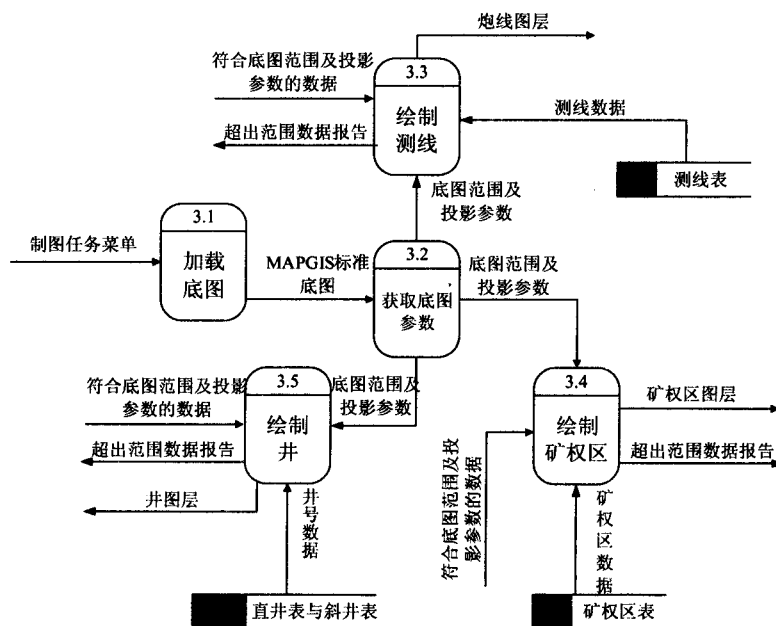 炮线图层
符合底图范围及投影
参数的数据
3.3
绘制
测线
测线数据
超出范围数据报告
测线表
底图范围及
投影参数
3.1
加载
底图
制图任务菜单
MAPGIS标准
底图
3.2
获取底图
参数
底图范围及
投影参数
3.5
绘制
井
符合底图范围及投影
参数的数据
底图范围及
投影参数
超出范围数据报告
井图层
井号数据
直井表与斜井表
3.4
绘制
矿权区
矿权区图层
超出范围数据报告
符合底图范围及投
影参数的数据
矿权区数据
矿权区表